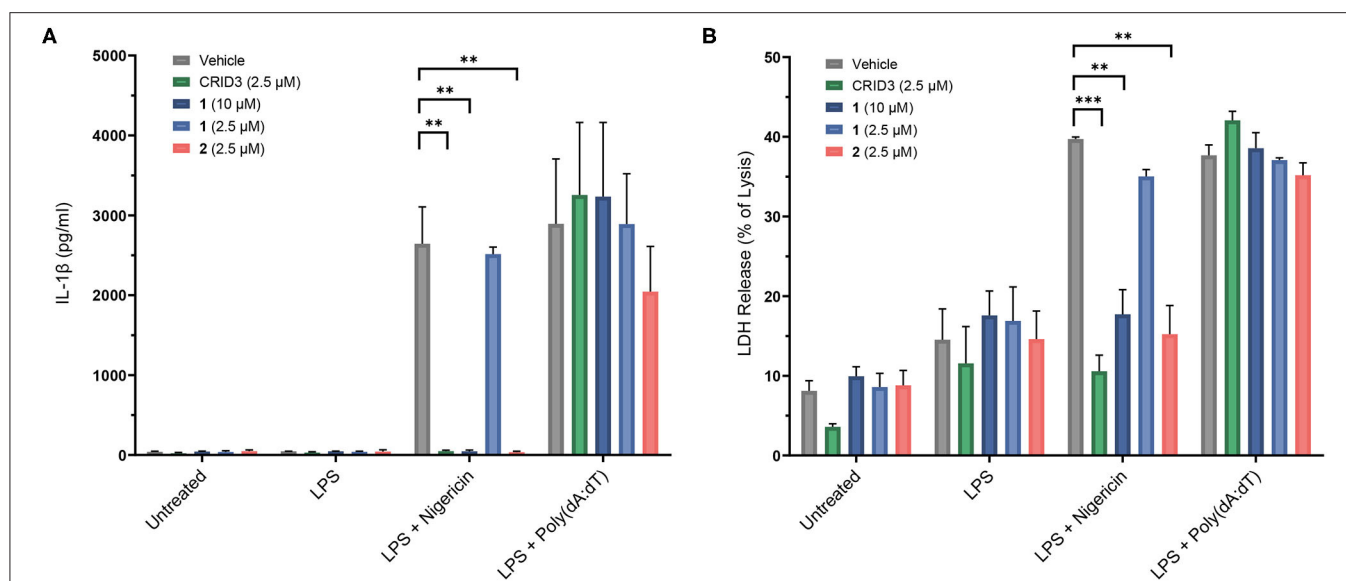 A
5000
4000
3000
2000
1000
0
IL-1β (pg/ml)
Vehicle
CRID3 (2.5 μM)
1 (10 μM)
1 (2.5 μM)
2 (2.5 μM)
**
**
**
Untreated
LPS
LPS + Nigericin
LPS + Poly(dA:dT)
B
50
40
30
20
10
0
LDH Release (% of Lysis)
Vehicle
CRID3 (2.5 μM)
1 (10 μM)
1 (2.5 μM)
2 (2.5 μM)
**
**
***
Untreated
LPS
LPS + Nigericin
LPS + Poly(dA:dT)